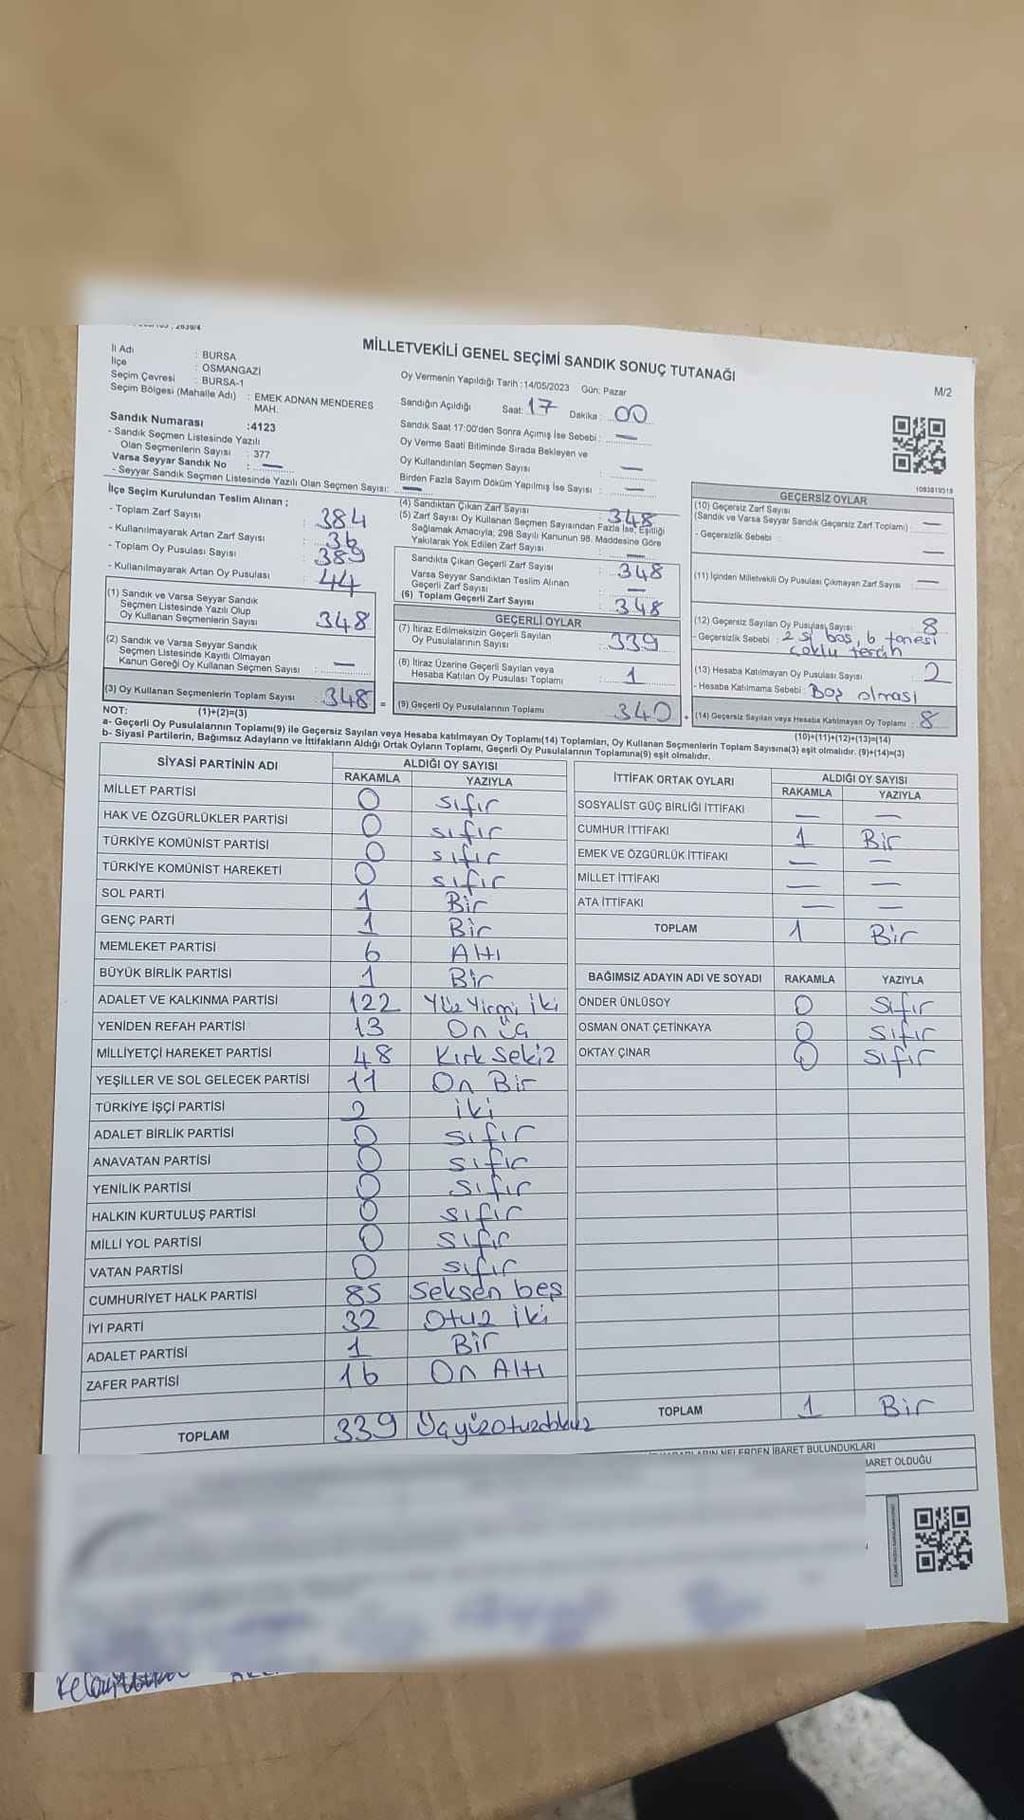 MİLLETVEKİLİ GENEL SEÇİMİ SANDIK SONUÇ TUTANAĞI
M/2
İl Adı : BURSA
İlçe : OSMANGAZİ
Seçim Çevresi : BURSA-1
Seçim Bölgesi (Mahalle Adı) : EMEK ADNAN MENDERES MAH.
Sandık Numarası :4123
- Sandık Seçmen Listesinde Yazılı
Olan Seçmenlerin Sayısı : 377
Varsa Seyyar Sandık No : —
- Seyyar Sandık Seçmen Listesinde Yazılı Olan Seçmen Sayısı: —
Oy Vermenin Yapıldığı Tarih :14/05/2023 Gün: Pazar
Sandığın Açıldığı Saat: 17 Dakika : 00
Sandık Saat 17:00'den Sonra Açımış İse Sebebi : —
Oy Verme Saati Bitiminde Sırada Bekleyen ve
Oy Kullandırılan Seçmen Sayısı : —
Birden Fazla Sayım Döküm Yapılmış İse Sayısı : —
1083819318
İlçe Seçim Kurulundan Teslim Alınan ;
- Toplam Zarf Sayısı : 384
- Kullanılmayarak Artan Zarf Sayısı : 36
- Toplam Oy Pusulası Sayısı : 389
- Kullanılmayarak Artan Oy Pusulası : 44
(1) Sandık ve Varsa Seyyar Sandık
Seçmen Listesinde Yazılı Olup
Oy Kullanan Seçmenlerin Sayısı : 348
(2) Sandık ve Varsa Seyyar Sandık
Seçmen Listesinde Kayıtlı Olmayan
Kanun Gereği Oy Kullanan Seçmen Sayısı : —
(3) Oy Kullanan Seçmenlerin Toplam Sayısı : 348 =
(1)+(2)=(3)
(4) Sandıktan Çıkan Zarf Sayısı : 348
(5) Zarf Sayısı Oy Kullanan Seçmen Sayısından Fazla İse, Eşitliği
Sağlamak Amacıyla; 298 Sayılı Kanunun 98. Maddesine Göre
Yakılarak Yok Edilen Zarf Sayısı : —
Sandıkta Çıkan Geçerli Zarf Sayısı : 348
Varsa Seyyar Sandıktan Teslim Alınan
Geçerli Zarf Sayısı : —
(6) Toplam Geçerli Zarf Sayısı : 348
GEÇERLİ OYLAR
(7) İtiraz Edilmeksizin Geçerli Sayılan
Oy Pusulalarının Sayısı : 339
(8) İtiraz Üzerine Geçerli Sayılan veya
Hesaba Katılan Oy Pusulası Toplamı : 1
(9) Geçerli Oy Pusulalarının Toplamı : 340 +
GEÇERSİZ OYLAR
(10) Geçersiz Zarf Sayısı
(Sandık ve Varsa Seyyar Sandık Geçersiz Zarf Toplamı) : —
- Geçersizlik Sebebi : —
(11) İçinden Milletvekili Oy Pusulası Çıkmayan Zarf Sayısı : —
(12) Geçersiz Sayılan Oy Pusulası Sayısı : 8
- Geçersizlik Sebebi : 2 si boş, 6 tanesi
çoklu tercih
(13) Hesaba Katılmayan Oy Pusulası Sayısı : 2
- Hesaba Katılmama Sebebi : Boş olması
(14) Geçersiz Sayılan veya Hesaba Katılmayan Oy Toplamı : 8
(10)+(11)+(12)+(13)=(14)
NOT:
a- Geçerli Oy Pusulalarının Toplamı(9) ile Geçersiz Sayılan veya Hesaba katılmayan Oy Toplamı(14) Toplamları, Oy Kullanan Seçmenlerin Toplam Sayısına(3) eşit olmalıdır. (9)+(14)=(3)
b- Siyasi Partilerin, Bağımsız Adayların ve İttifakların Aldığı Oyların Toplamı, Geçerli Oy Pusulalarının Toplamına(9) eşit olmalıdır.
SİYASİ PARTİNİN ADI ALDIĞI OY SAYISI
RAKAMLA YAZIYLA
MİLLET PARTİSİ 0 sıfır
HAK VE ÖZGÜRLÜKLER PARTİSİ 0 sıfır
TÜRKİYE KOMÜNİST PARTİSİ 0 sıfır
TÜRKİYE KOMÜNİST HAREKETİ 0 sıfır
SOL PARTİ 1 Bir
GENÇ PARTİ 1 Bir
MEMLEKET PARTİSİ 6 Altı
BÜYÜK BİRLİK PARTİSİ 1 Bir
ADALET VE KALKINMA PARTİSİ 122 Yüz Yirmi iki
YENİDEN REFAH PARTİSİ 13 On üç
MİLLİYETÇİ HAREKET PARTİSİ 48 Kırk Sekiz
YEŞİLLER VE SOL GELECEK PARTİSİ 11 On Bir
TÜRKİYE İŞÇİ PARTİSİ 2 iki
ADALET BİRLİK PARTİSİ 0 sıfır
ANAVATAN PARTİSİ 0 sıfır
YENİLİK PARTİSİ 0 sıfır
HALKIN KURTULUŞ PARTİSİ 0 sıfır
MİLLİ YOL PARTİSİ 0 sıfır
VATAN PARTİSİ 0 sıfır
CUMHURİYET HALK PARTİSİ 85 Seksen beş
İYİ PARTİ 32 Otuz iki
ADALET PARTİSİ 1 Bir
ZAFER PARTİSİ 16 On Altı
TOPLAM 339 Üçyüzotuzdokuz
İTTİFAK ORTAK OYLARI ALDIĞI OY SAYISI
RAKAMLA YAZIYLA
SOSYALİST GÜÇ BİRLİĞİ İTTİFAKI — —
CUMHUR İTTİFAKI 1 Bir
EMEK VE ÖZGÜRLÜK İTTİFAKI — —
MİLLET İTTİFAKI — —
ATA İTTİFAKI — —
TOPLAM 1 Bir
BAĞIMSIZ ADAYIN ADI VE SOYADI RAKAMLA YAZIYLA
ÖNDER ÜNLÜSOY 0 Sıfır
OSMAN ONAT ÇETİNKAYA 0 Sıfır
OKTAY ÇINAR 0 sıfır
TOPLAM 1 Bir
NELERDEN İBARET BULUNDUKLARI
BARET OLDUĞU